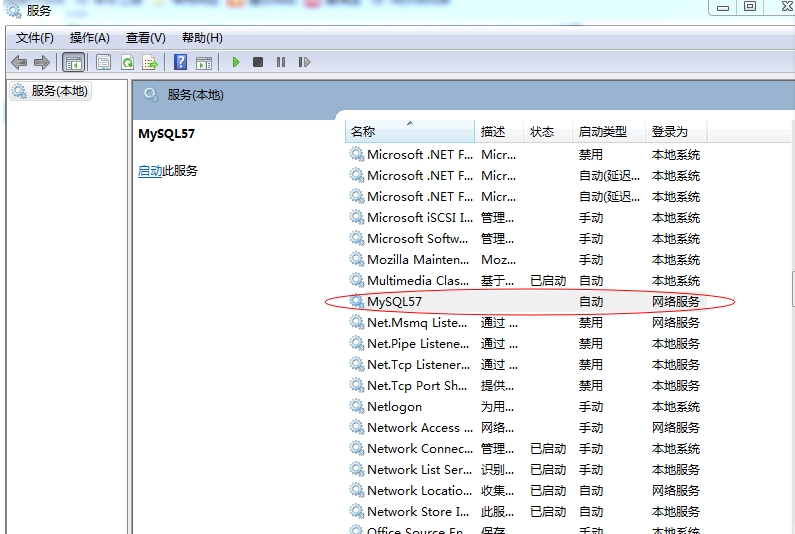 服务
文件(F) 操作(A) 查看(V) 帮助(H)
服务(本地)
服务(本地)
MySQL57
启动此服务
名称 描述 状态 启动类型 登录为
Microsoft .NET F... Micr... 禁用 本地系统
Microsoft .NET F... Micr... 自动(延迟... 本地系统
Microsoft .NET F... Micr... 自动(延迟... 本地系统
Microsoft iSCSI I... 管理... 手动 本地系统
Microsoft Softw... 管理... 手动 本地系统
Mozilla Mainten... Moz... 手动 本地系统
Multimedia Clas... 基于... 已启动 自动 本地系统
MySQL57 自动 网络服务
Net.Msmq Liste... 通过 ... 禁用 网络服务
Net.Pipe Listene... 通过 ... 禁用 本地服务
Net.Tcp Listener... 通过 ... 禁用 本地服务
Net.Tcp Port Sh... 提供... 禁用 本地服务
Netlogon 为用... 手动 本地系统
Network Access ... 网络... 手动 网络服务
Network Connec... 管理... 已启动 手动 本地系统
Network List Ser... 识别... 已启动 手动 本地服务
Network Locatio... 收集... 已启动 自动 网络服务
Network Store I... 此服... 已启动 自动 本地服务
Office Source En... 保存... 手动 本地系统